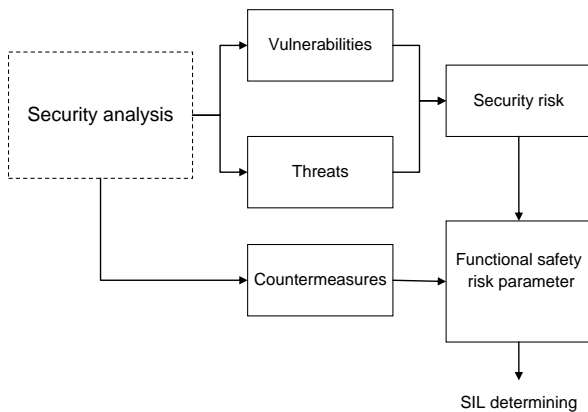 Vulnerabilities
Security analysis
Security risk
Threats
Functional safety
risk parameter
Countermeasures
SIL determining